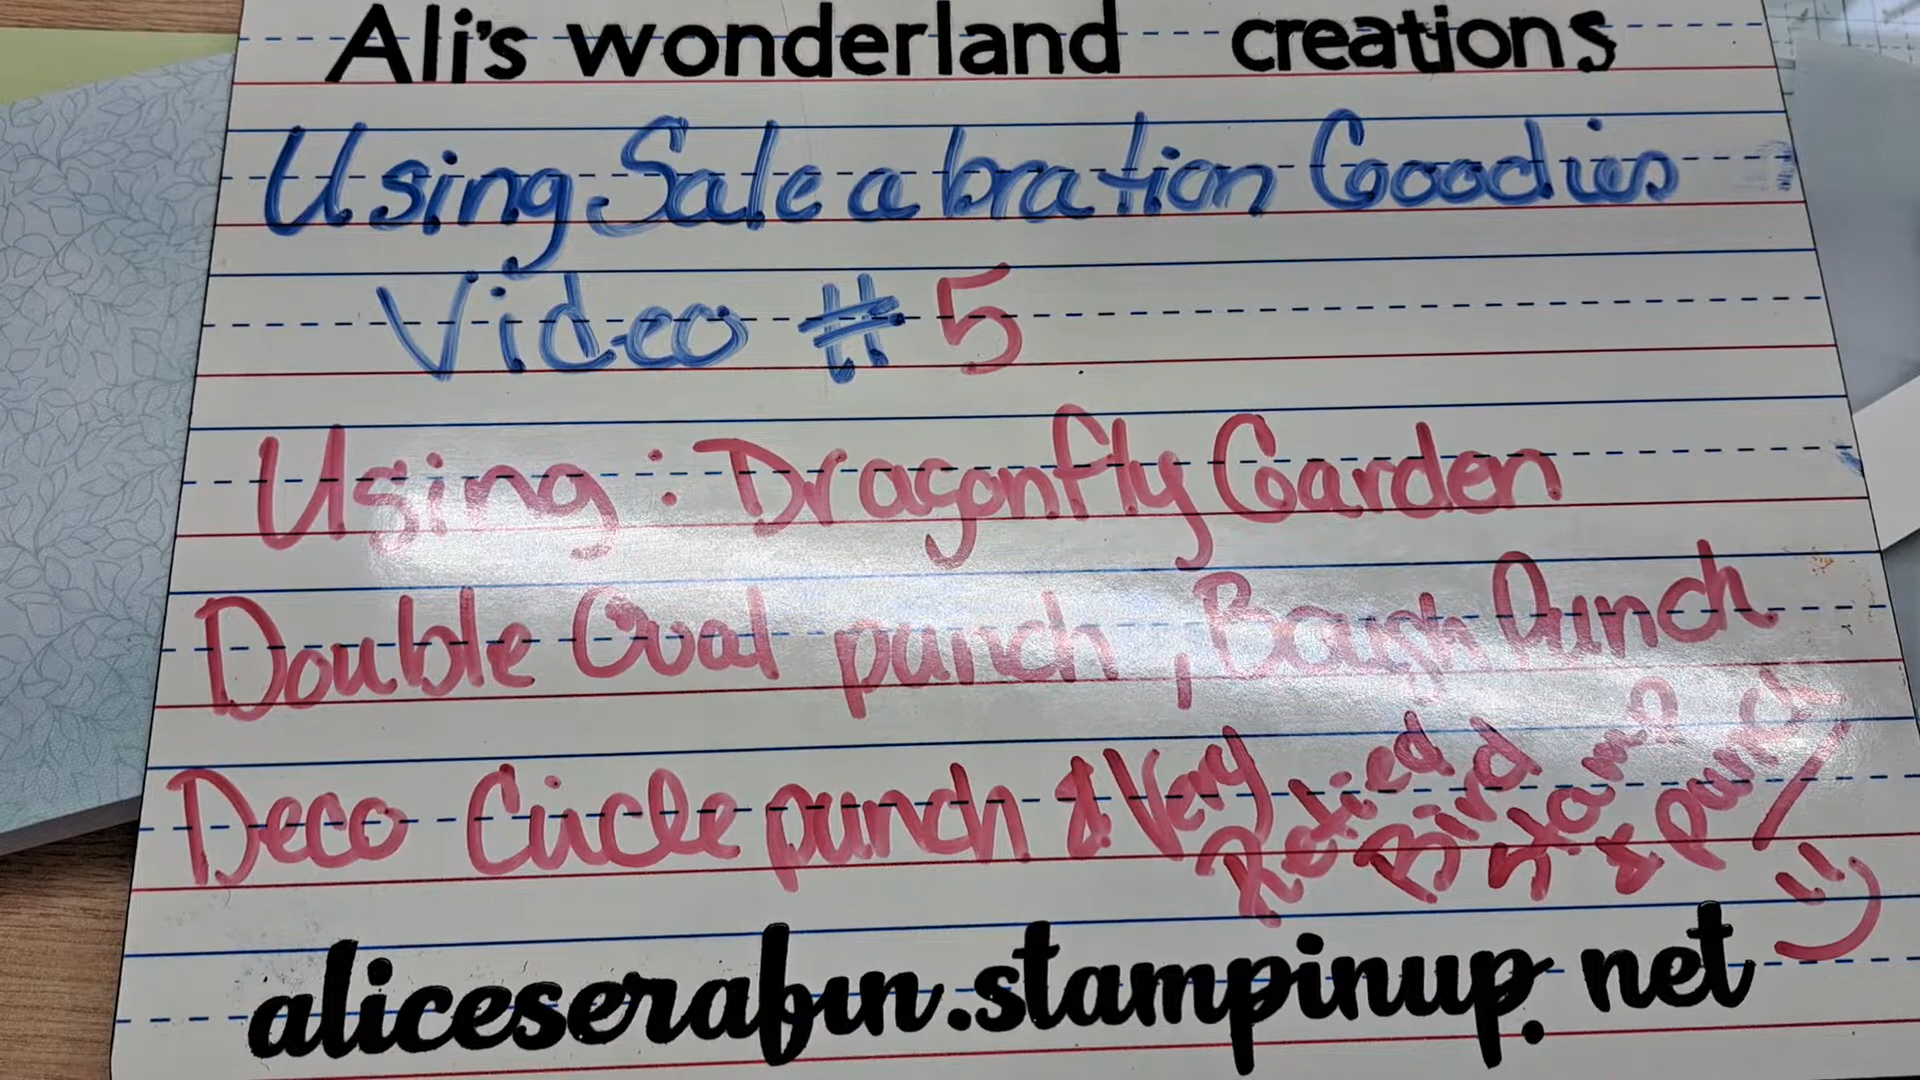 Ali's wonderland creations
Using Sale a bration Goodies
Video #5
Using: Dragonfly Garden
Double Oval punch, Bough Punch
Deco Circle punch & Very Retired Bird Stamp & punch
aliceserafin.stampinup.net